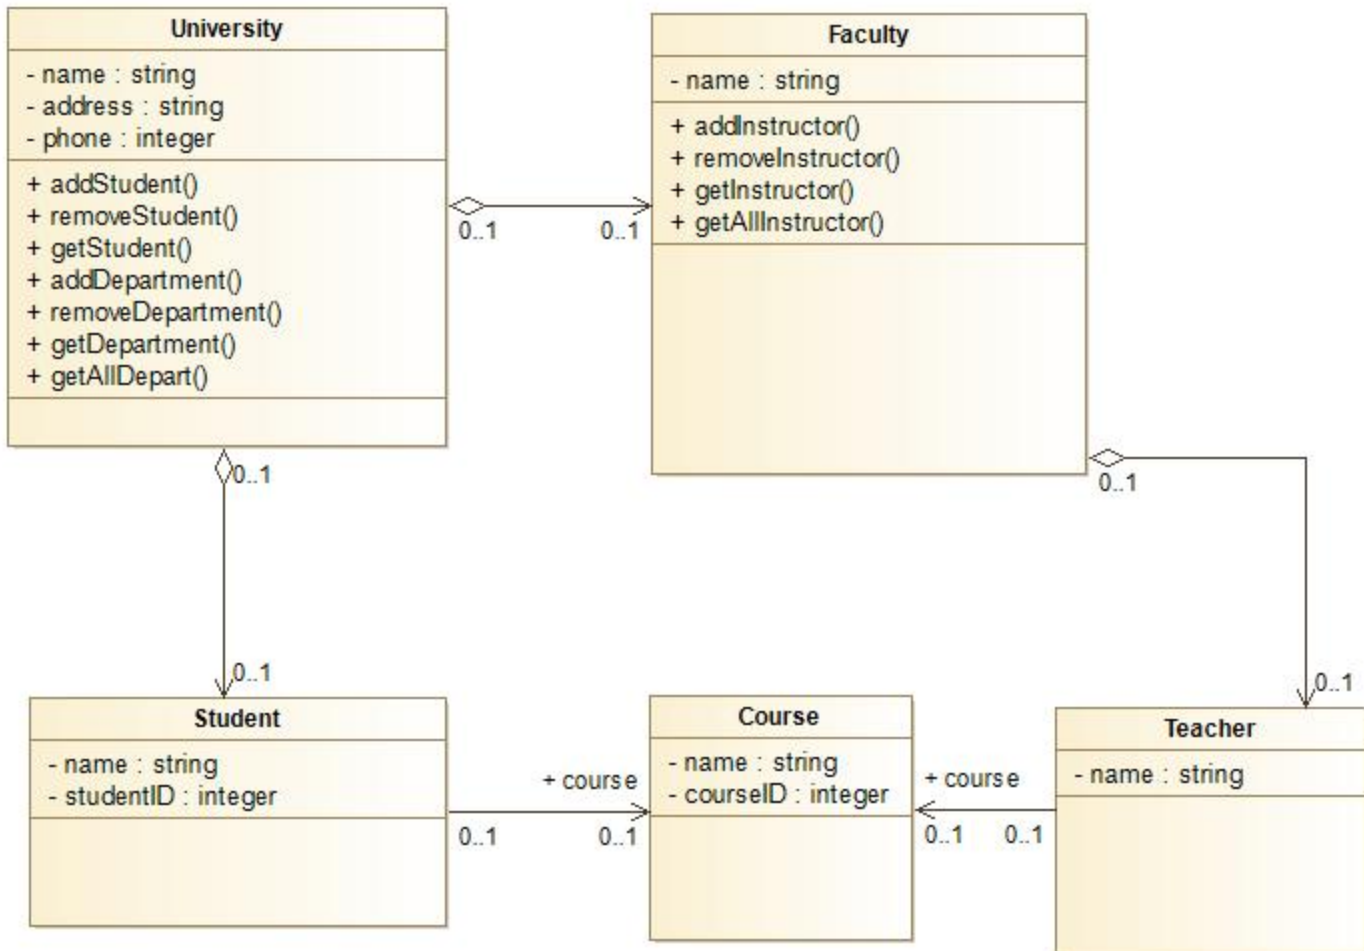 University
- name : string
- address : string
- phone : integer
+ addStudent()
+ removeStudent()
+ getStudent()
+ addDepartment()
+ removeDepartment()
+ getDepartment()
+ getAllDepart()
Faculty
- name : string
+ addInstructor()
+ removeInstructor()
+ getInstructor()
+ getAllInstructor()
0..1
0..1
0..1
0..1
0..1
0..1
Student
- name : string
- studentID : integer
+ course
0..1
0..1
Course
- name : string
- courseID : integer
+ course
0..1
0..1
Teacher
- name : string